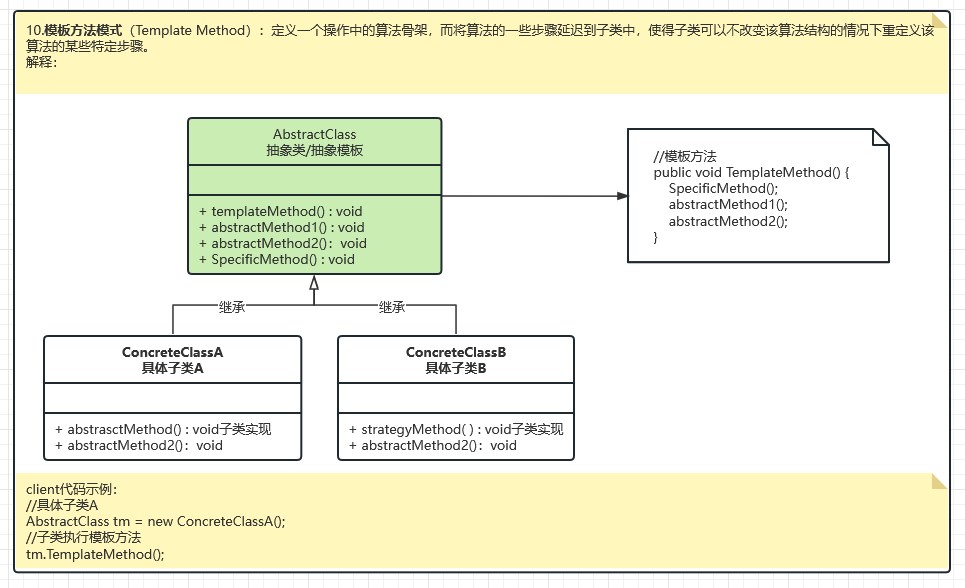 10.模板方法模式（Template Method）：定义一个操作中的算法骨架，而将算法的一些步骤延迟到子类中，使得子类可以不改变该算法结构的情况下重定义该
算法的某些特定步骤。
解释：
AbstractClass
抽象类/抽象模板
+ templateMethod() : void
+ abstractMethod1() : void
+ abstractMethod2()： void
+ SpecificMethod() : void
//模板方法
public void TemplateMethod() {
SpecificMethod();
abstractMethod1();
abstractMethod2();
}
继承
继承
ConcreteClassA
具体子类A
+ abstrasctMethod() : void子类实现
+ abstractMethod2()： void
ConcreteClassB
具体子类B
+ strategyMethod( ) : void子类实现
+ abstractMethod2()： void
client代码示例：
//具体子类A
AbstractClass tm = new ConcreteClassA();
//子类执行模板方法
tm.TemplateMethod();